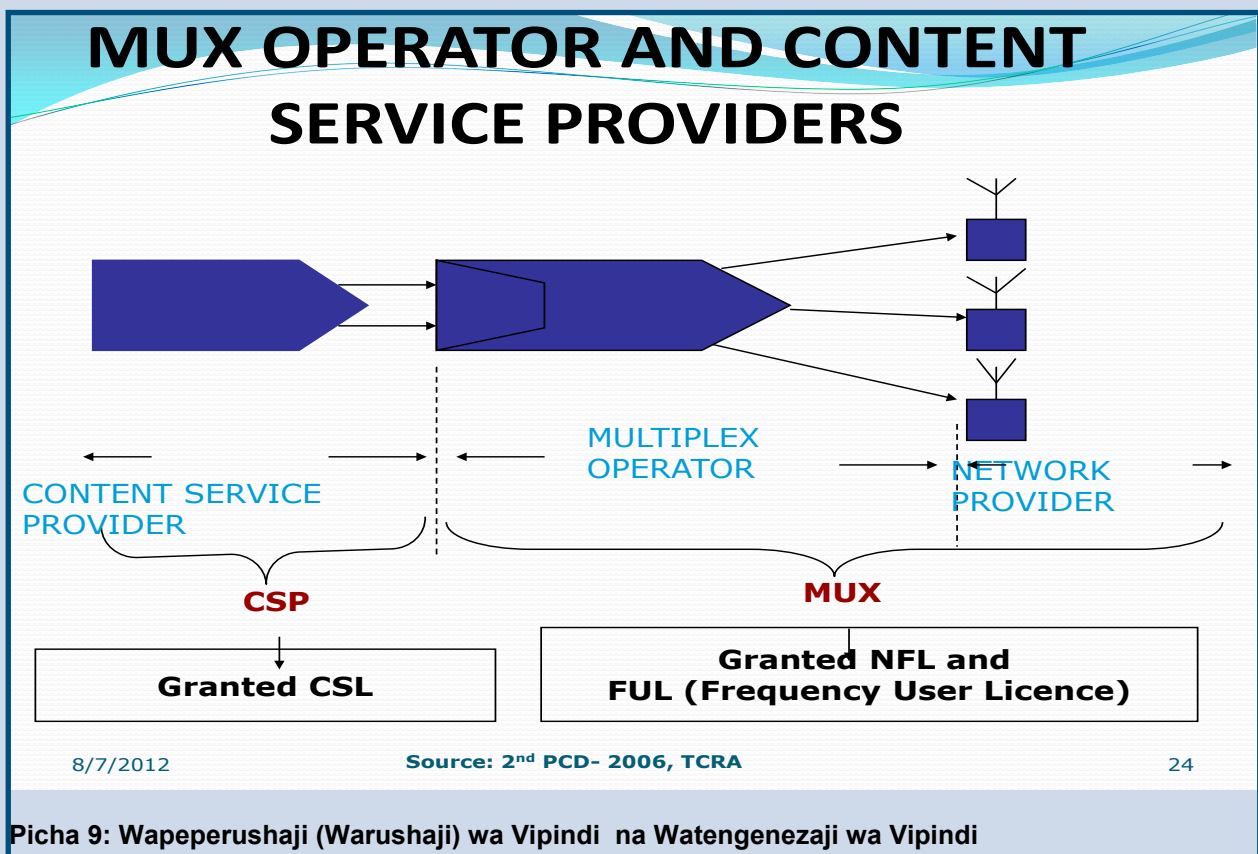 MUX OPERATOR AND CONTENT
SERVICE PROVIDERS
MULTIPLEX
OPERATOR
NETWORK
PROVIDER
CONTENT SERVICE
PROVIDER
CSP
MUX
Granted CSL
Granted NFL and
FUL (Frequency User Licence)
8/7/2012
Source: 2nd PCD- 2006, TCRA
24
Picha 9: Wapeperushaji (Warushaji) wa Vipindi na Watengenezaji wa Vipindi